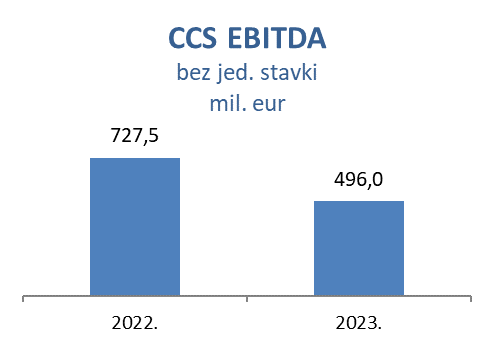 CCS EBITDA
bez jed. stavki
mil. eur
727,5
496,0
2022.
2023.